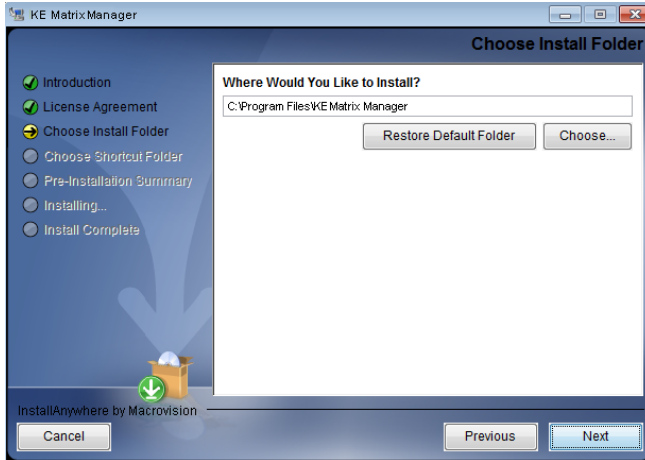 KE MatrixManager
Choose Install Folder
Introduction
License Agreement
Choose Install Folder
Choose Shortcut Folder
Pre-Installation Summary
Installing...
Install Complete
Where Would You Like to Install?
C:\Program Files\KE Matrix Manager
Restore Default Folder
Choose...
InstallAnywhere by Macrovision
Cancel
Previous
Next